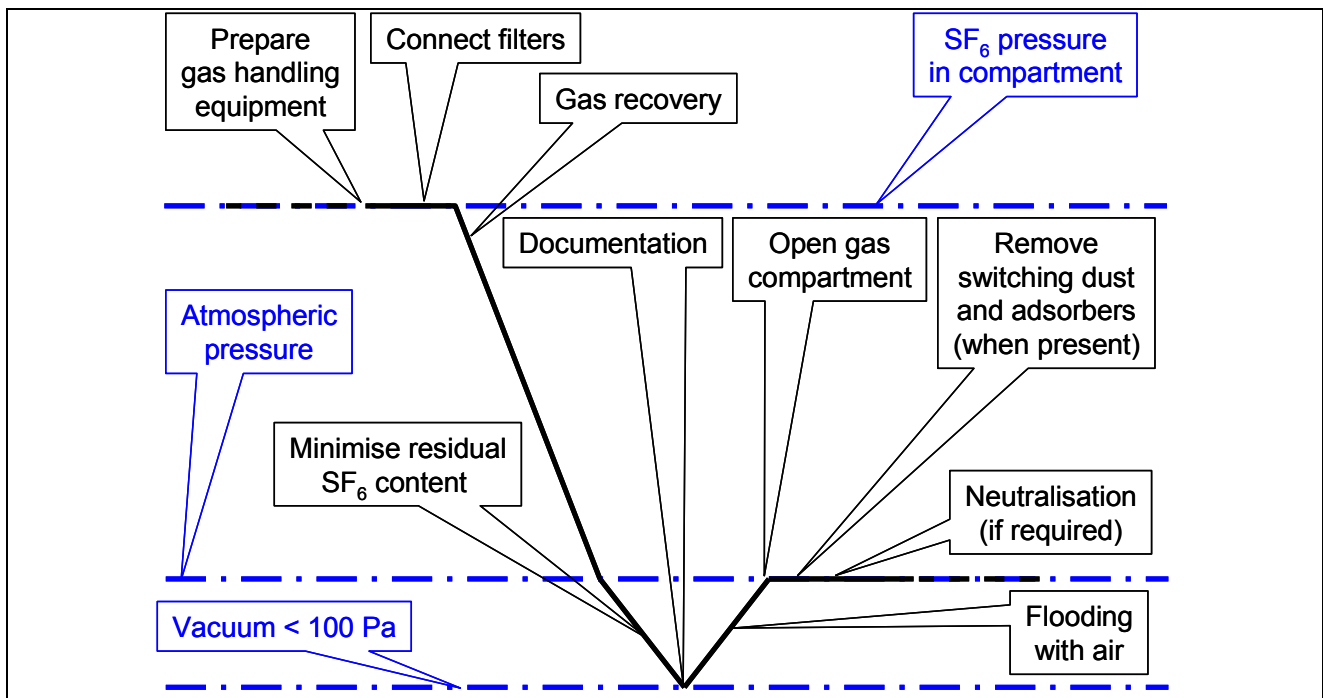 Prepare
gas handling
equipment
Connect filters
Gas recovery
SF₆ pressure
in compartment
Documentation
Open gas
compartment
Remove
switching dust
and adsorbers
(when present)
Atmospheric
pressure
Minimise residual
SF₆ content
Neutralisation
(if required)
Vacuum < 100 Pa
Flooding
with air